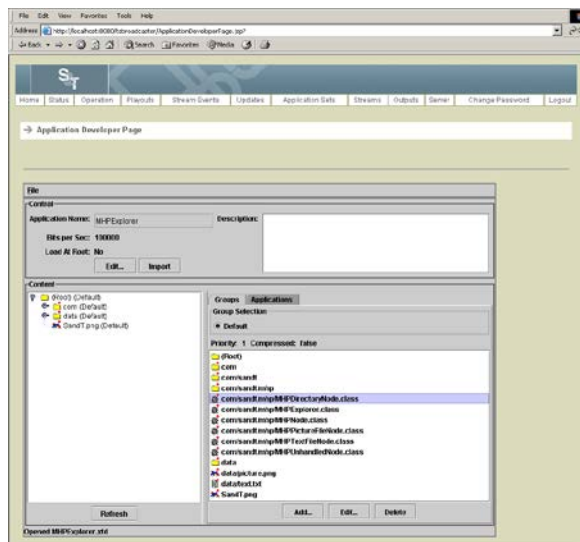 File Edit View Favorites Tools Help
Address http://localhost:8080/tsbroadcaster/ApplicationDeveloperPage.jsp?
Back Search Favorites Media
S&T
Home Status Operation Playouts Stream Events Updates Application Sets Streams Outputs Server Change Password Logout
Application Developer Page
File
Control
Application Name: MHPExplorer Description:
Bits per Sec: 100000
Load At Root: No
Edit... Import
Content
(Root) (Default)
com (Default)
data (Default)
SandT.png (Default)
Refresh
Groups Applications
Group Selection
Default
Priority: 1 Compressed: false
(Root)
com
com/sandt
com/sandt/mhp
com/sandt/mhp/MHPDirectoryNode.class
com/sandt/mhp/MHPExplorer.class
com/sandt/mhp/MHPNode.class
com/sandt/mhp/MHPPictureFileNode.class
com/sandt/mhp/MHPTextFileNode.class
com/sandt/mhp/MHPUnhandledNode.class
data
data/picture.png
data/text.txt
SandT.png
Add... Edit... Delete
Opened MHPExplorer.xfd